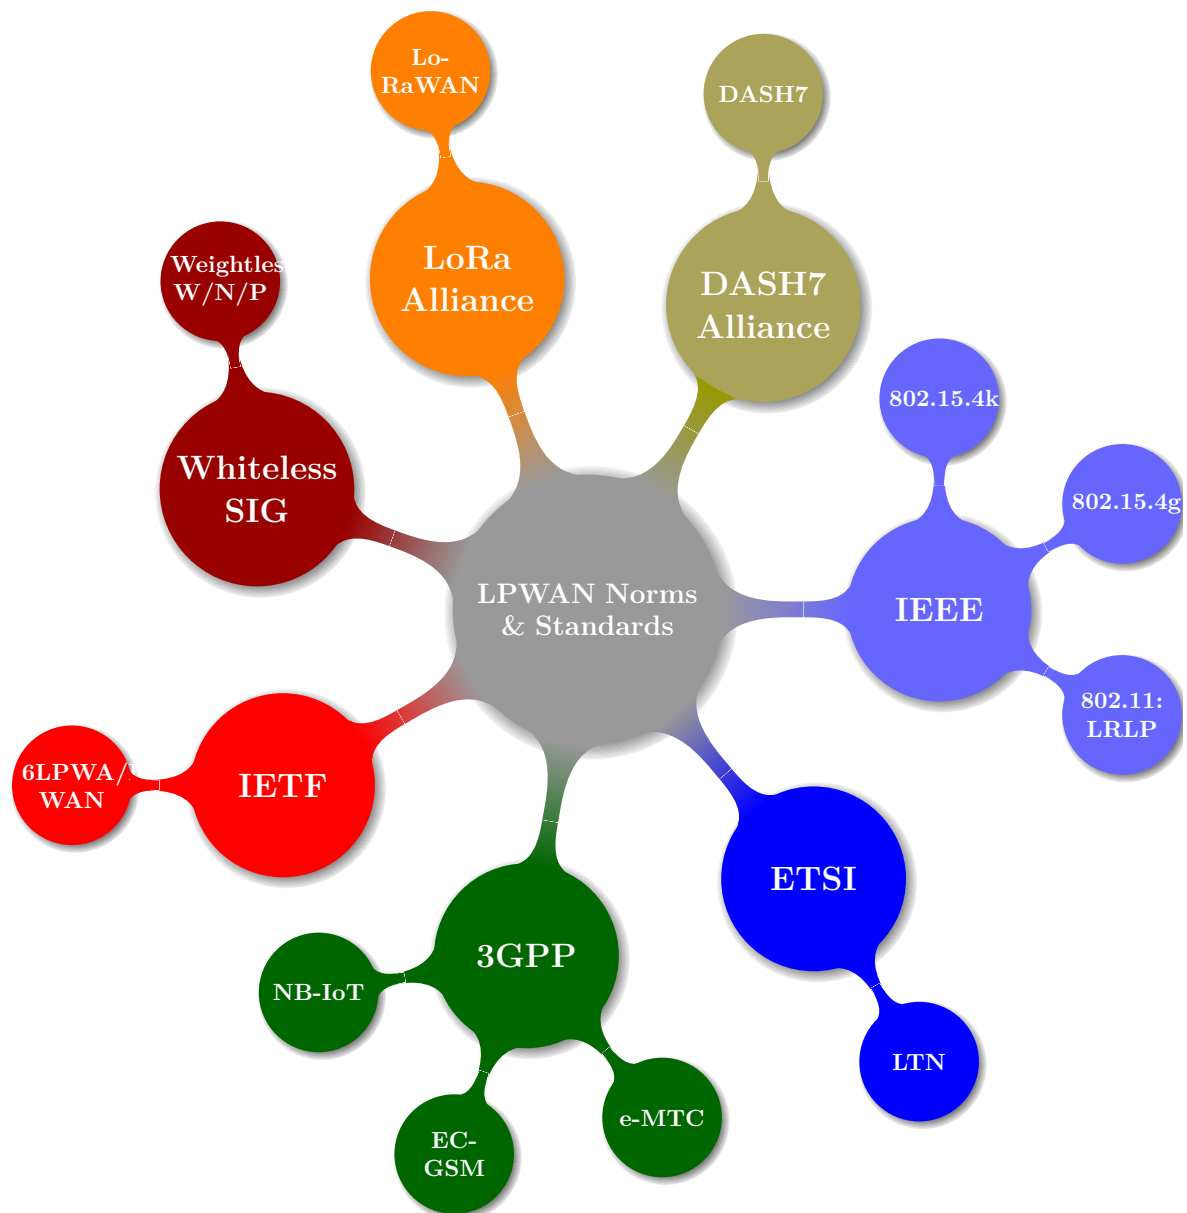 Lo-
RaWAN
DASH7
LoRa
Alliance
DASH7
Alliance
Weightles
W/N/P
802.15.4k
Whiteless
SIG
802.15.4g
LPWAN Norms
& Standards
IEEE
802.11:
LRLP
6LPWA/
WAN
IETF
ETSI
3GPP
NB-IoT
LTN
e-MTC
EC-
GSM